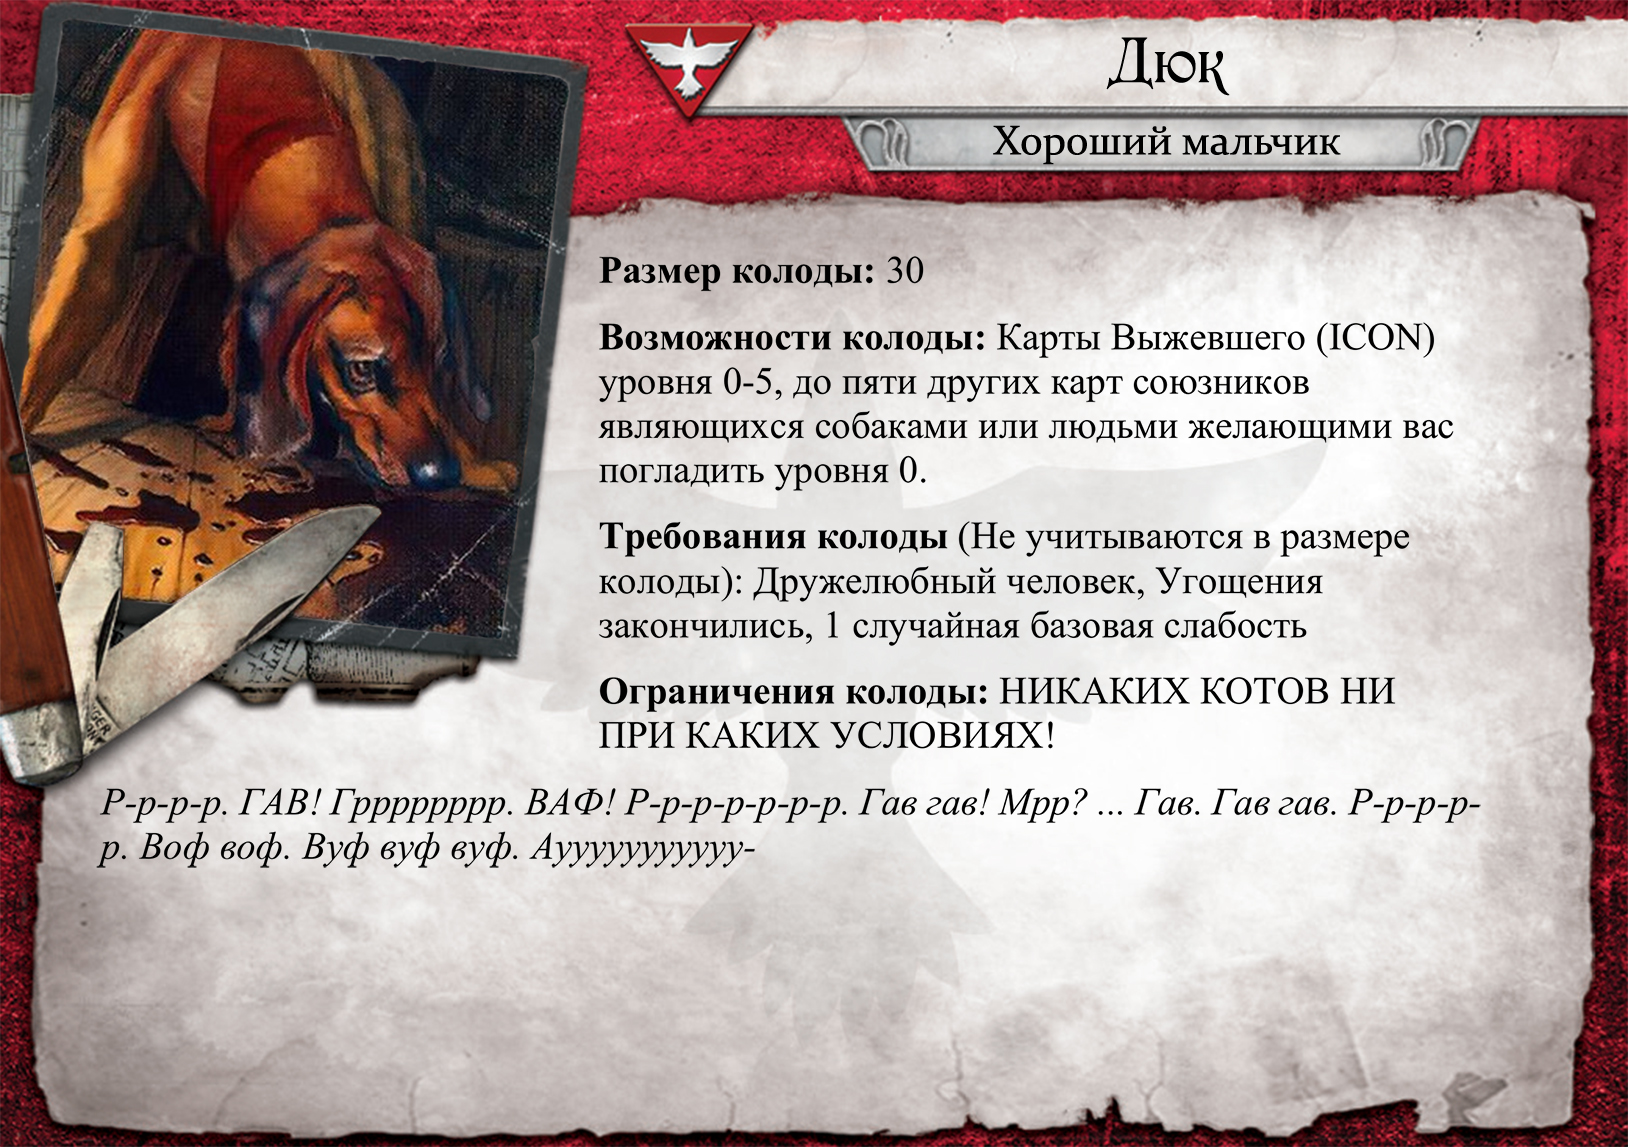 Дюк
Хороший мальчик
Размер колоды: 30
Возможности колоды: Карты Выжевшего (ICON)
уровня 0-5, до пяти других карт союзников
являющихся собаками или людьми желающими вас
погладить уровня 0.
Требования колоды (Не учитываются в размере
колоды): Дружелюбный человек, Угощения
закончились, 1 случайная базовая слабость
Ограничения колоды: НИКАКИХ КОТОВ НИ
ПРИ КАКИХ УСЛОВИЯХ!
Р-р-р-р. ГАВ! Гррррррррр. ВАФ! Р-р-р-р-р-р-р. Гав гав! Мрр? ... Гав. Гав гав. Р-р-р-р-
р. Воф воф. Вуф вуф вуф. Ауууууууууууу-